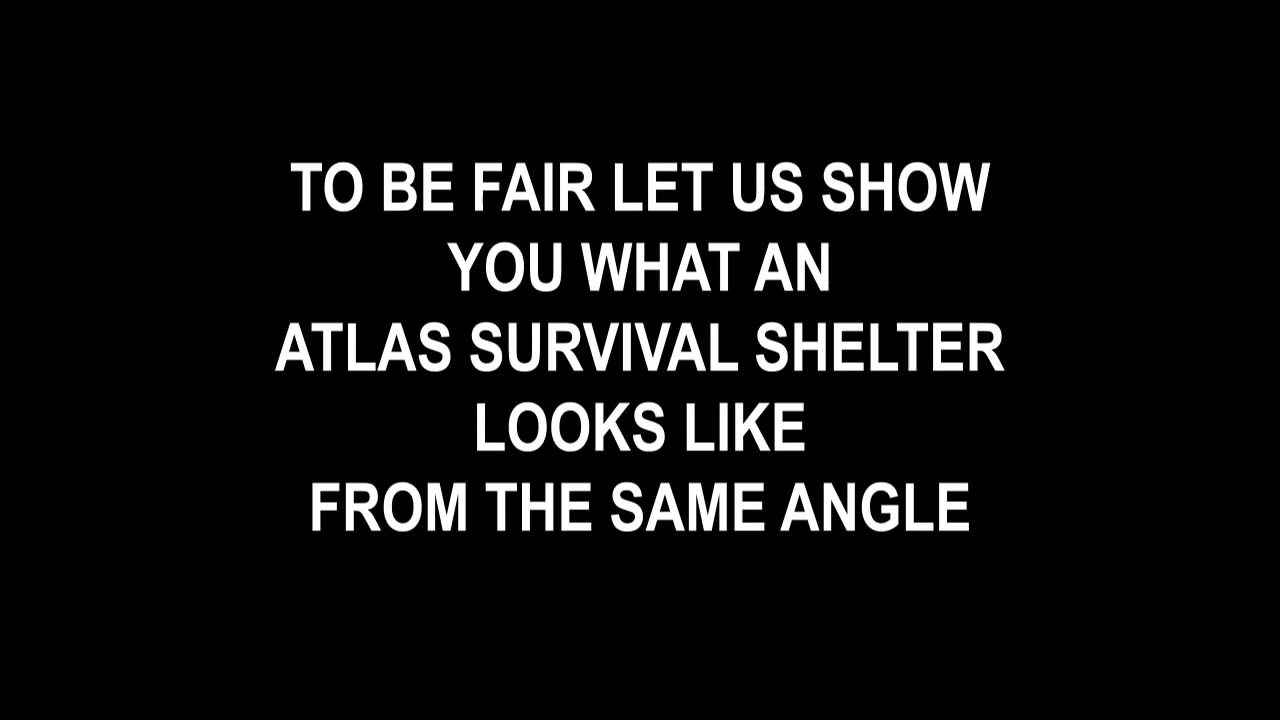 TO BE FAIR LET US SHOW
YOU WHAT AN
ATLAS SURVIVAL SHELTER
LOOKS LIKE
FROM THE SAME ANGLE